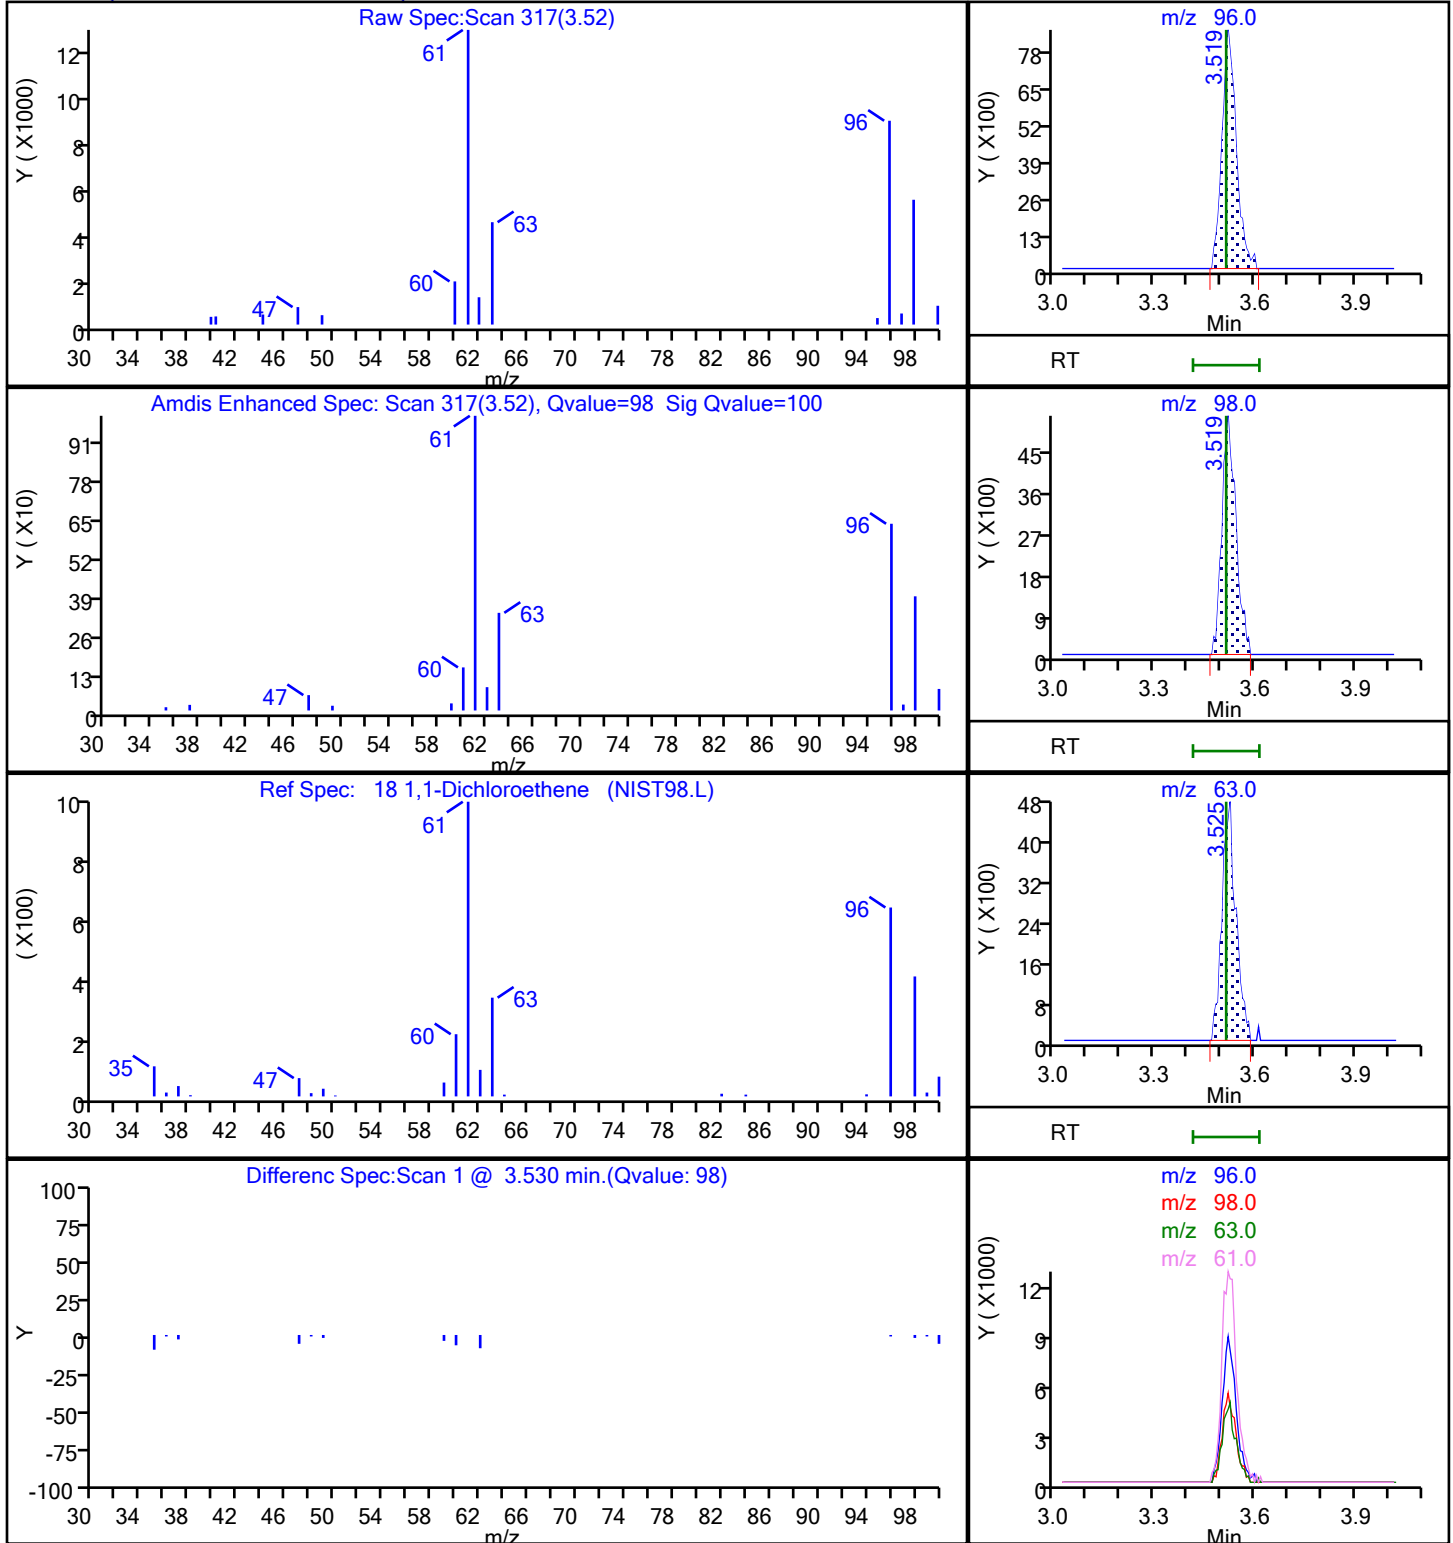 Raw Spec:Scan 317(3.52)
Y ( X1000)
12
10
8
6
4
2
0
61
96
63
60
47
30 34 38 42 46 50 54 58 62 66 70 74 78 82 86 90 94 98
m/z
m/z 96.0
Y ( X100)
78
65
52
39
26
13
0
3.519
3.0 3.3 3.6 3.9
Min
RT
Amdis Enhanced Spec: Scan 317(3.52), Qvalue=98 Sig Qvalue=100
Y ( X10)
91
78
65
52
39
26
13
0
61
96
63
60
47
30 34 38 42 46 50 54 58 62 66 70 74 78 82 86 90 94 98
m/z
m/z 98.0
Y ( X100)
45
36
27
18
9
0
3.519
3.0 3.3 3.6 3.9
Min
RT
Ref Spec: 18 1,1-Dichloroethene (NIST98.L)
( X100)
10
8
6
4
2
0
61
96
63
60
35
47
30 34 38 42 46 50 54 58 62 66 70 74 78 82 86 90 94 98
m/z
m/z 63.0
Y ( X100)
48
40
32
24
16
8
0
3.525
3.0 3.3 3.6 3.9
Min
RT
Differenc Spec:Scan 1 @ 3.530 min.(Qvalue: 98)
Y
100
75
50
25
0
-25
-50
-75
-100
30 34 38 42 46 50 54 58 62 66 70 74 78 82 86 90 94 98
m/z
m/z 96.0
m/z 98.0
m/z 63.0
m/z 61.0
Y ( X1000)
12
9
6
3
0
3.0 3.3 3.6 3.9
Min